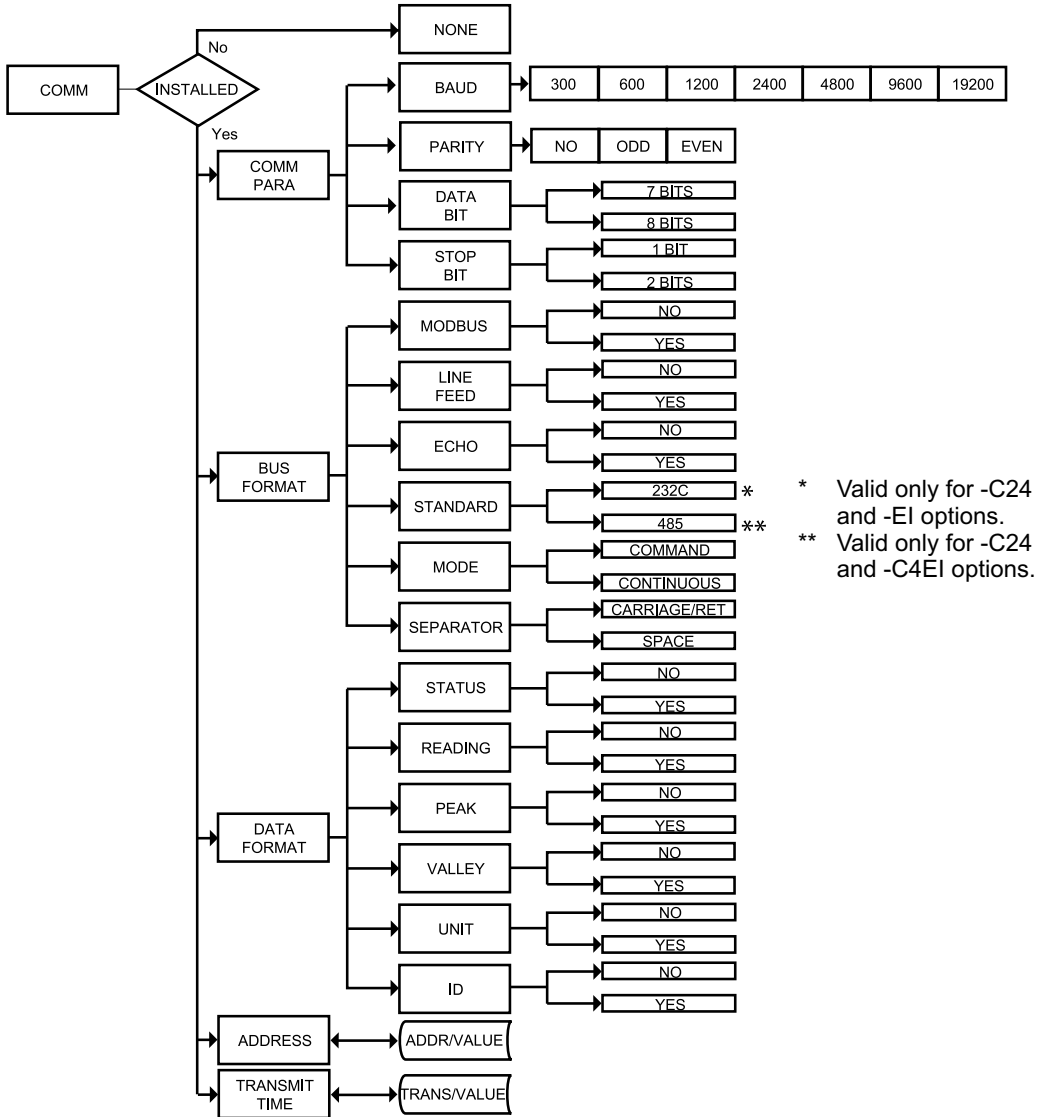 NONE
No
COMM
INSTALLED
Yes
BAUD
300 600 1200 2400 4800 9600 19200
COMM
PARA
PARITY
NO ODD EVEN
DATA
BIT
7 BITS
8 BITS
STOP
BIT
1 BIT
2 BITS
BUS
FORMAT
MODBUS
NO
YES
LINE
FEED
NO
YES
ECHO
NO
YES
STANDARD
232C *
485 **
* Valid only for -C24
and -EI options.
** Valid only for -C24
and -C4EI options.
MODE
COMMAND
CONTINUOUS
SEPARATOR
CARRIAGE/RET
SPACE
DATA
FORMAT
STATUS
NO
YES
READING
NO
YES
PEAK
NO
YES
VALLEY
NO
YES
UNIT
NO
YES
ID
NO
YES
ADDRESS
ADDR/VALUE
TRANSMIT
TIME
TRANS/VALUE